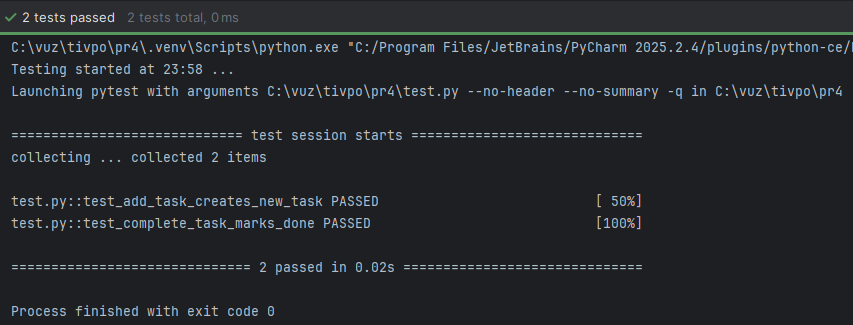 2 tests passed 2 tests total, 0 ms
C:\vuz\tivpo\pr4\.venv\Scripts\python.exe "C:/Program Files/JetBrains/PyCharm 2025.2.4/plugins/python-ce/
Testing started at 23:58 ...
Launching pytest with arguments C:\vuz\tivpo\pr4\test.py --no-header --no-summary -q in C:\vuz\tivpo\pr4
============================= test session starts =============================
collecting ... collected 2 items
test.py::test_add_task_creates_new_task PASSED                           [ 50%]
test.py::test_complete_task_marks_done PASSED                            [100%]
============================== 2 passed in 0.02s ==============================
Process finished with exit code 0